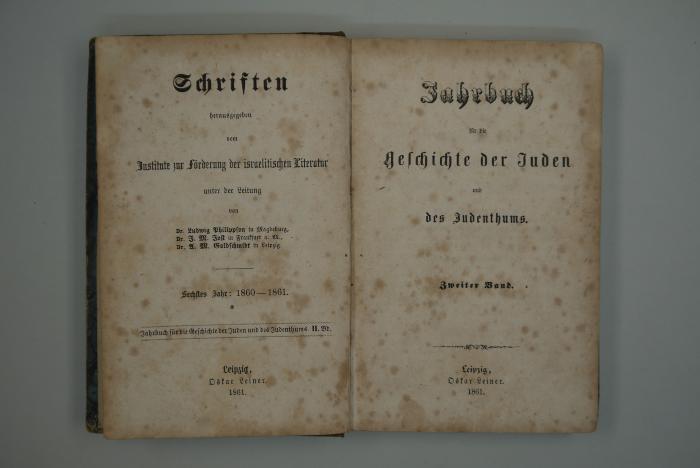 Schriften
herausgegeben
vom
Institute zur Förderung der israelitischen Literatur
unter der Leitung
von
Dr. Ludwig Philippson in Magdeburg,
Dr. J. M. Jost in Frankfurt a. M.,
Dr. A. M. Goldschmidt in Leipzig.
Sechstes Jahr: 1860—1861.
Jahrbuch für die Geschichte der Juden und des Judenthums. II. Bd.
Leipzig,
Oskar Leiner.
1861.
Jahrbuch
für die
Geschichte der Juden
und
des Judenthums.
Zweiter Band.
Leipzig,
Oskar Leiner.
1861.